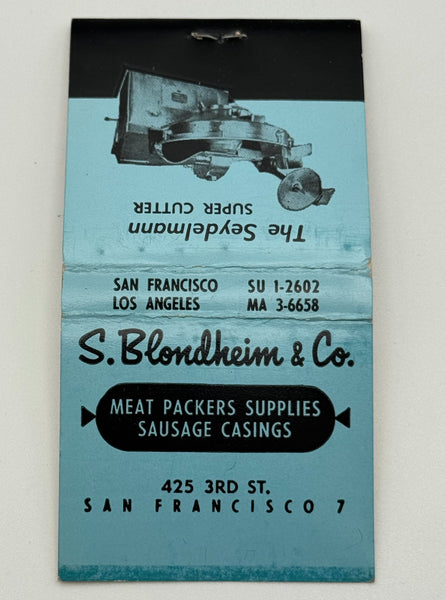 The Seydelmann
SUPER CUTTER
SAN FRANCISCO SU 1-2602
LOS ANGELES MA 3-6658
S. Blondheim & Co.
MEAT PACKERS SUPPLIES
SAUSAGE CASINGS
425 3RD ST.
SAN FRANCISCO 7